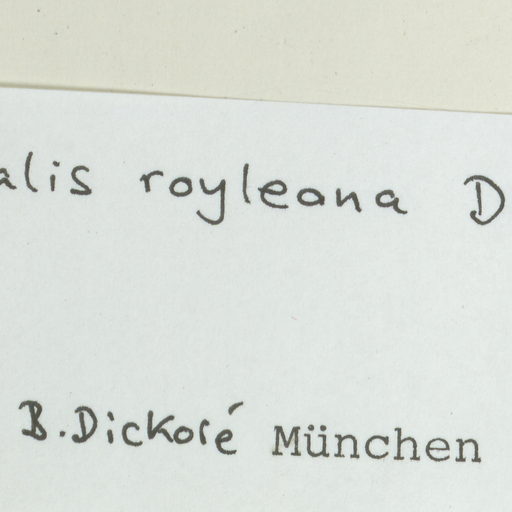 alis royleana D
B. Dickoré München